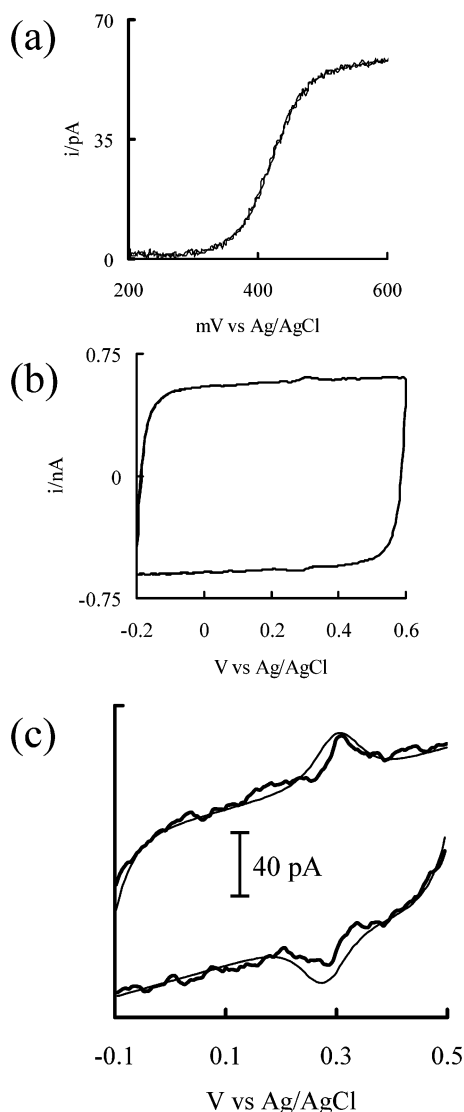 (a)
70
35
0
i/pA
200 400 600
mV vs Ag/AgCl
(b)
0.75
0
-0.75
i/nA
-0.2 0 0.2 0.4 0.6
V vs Ag/AgCl
(c)
40 pA
-0.1 0.1 0.3 0.5
V vs Ag/AgCl